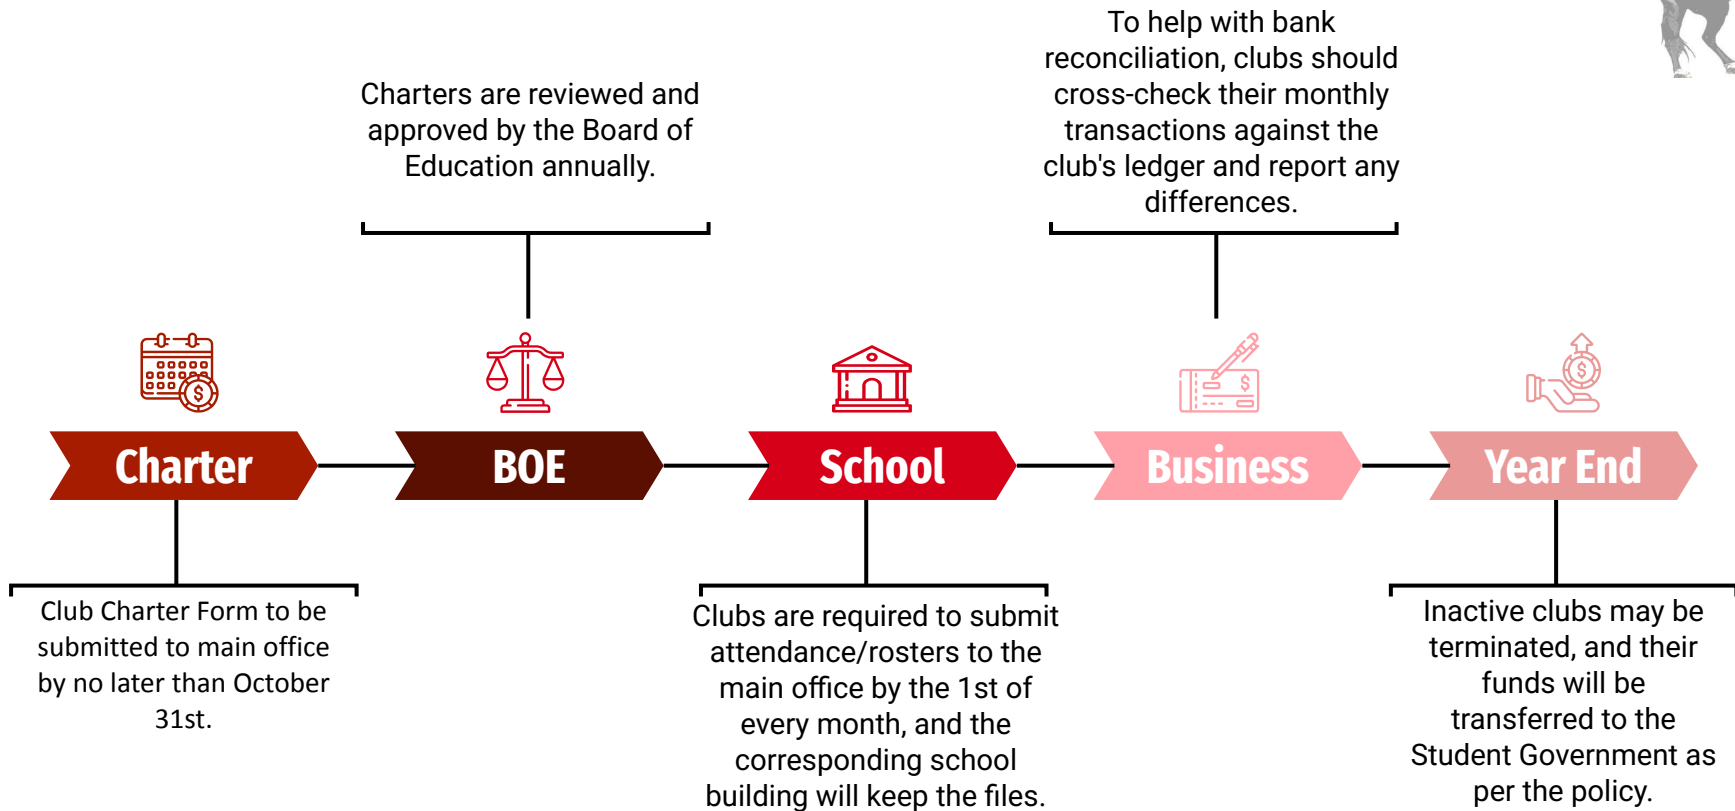 To help with bank
reconciliation, clubs should
cross-check their monthly
transactions against the
club's ledger and report any
differences.
Charters are reviewed and
approved by the Board of
Education annually.
$
$
$
Charter
BOE
School
Business
Year End
Club Charter Form to be
submitted to main office
by no later than October
31st.
Clubs are required to submit
attendance/rosters to the
main office by the 1st of
every month, and the
corresponding school
building will keep the files.
Inactive clubs may be
terminated, and their
funds will be
transferred to the
Student Government as
per the policy.